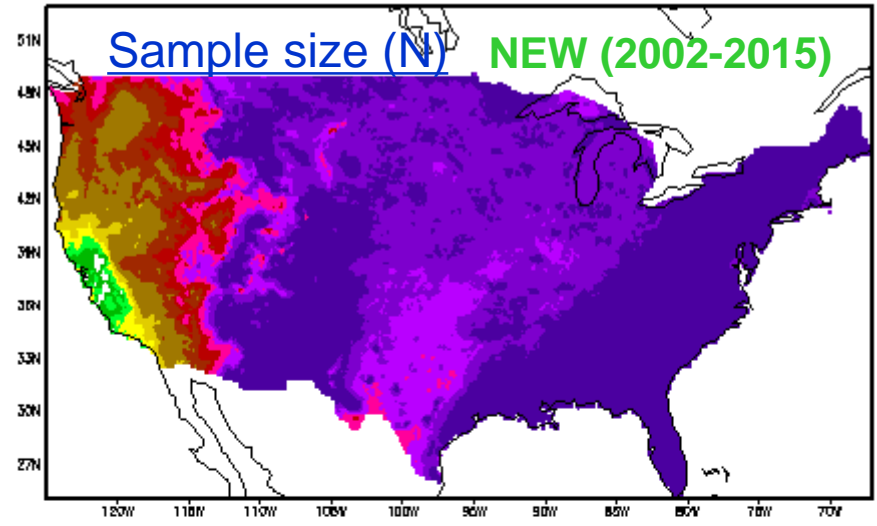 Sample size (N) NEW (2002-2015)
51N
48N
45N
42N
39N
36N
33N
30N
27N
120W 115W 110W 105W 100W 95W 90W 85W 80W 75W 70W